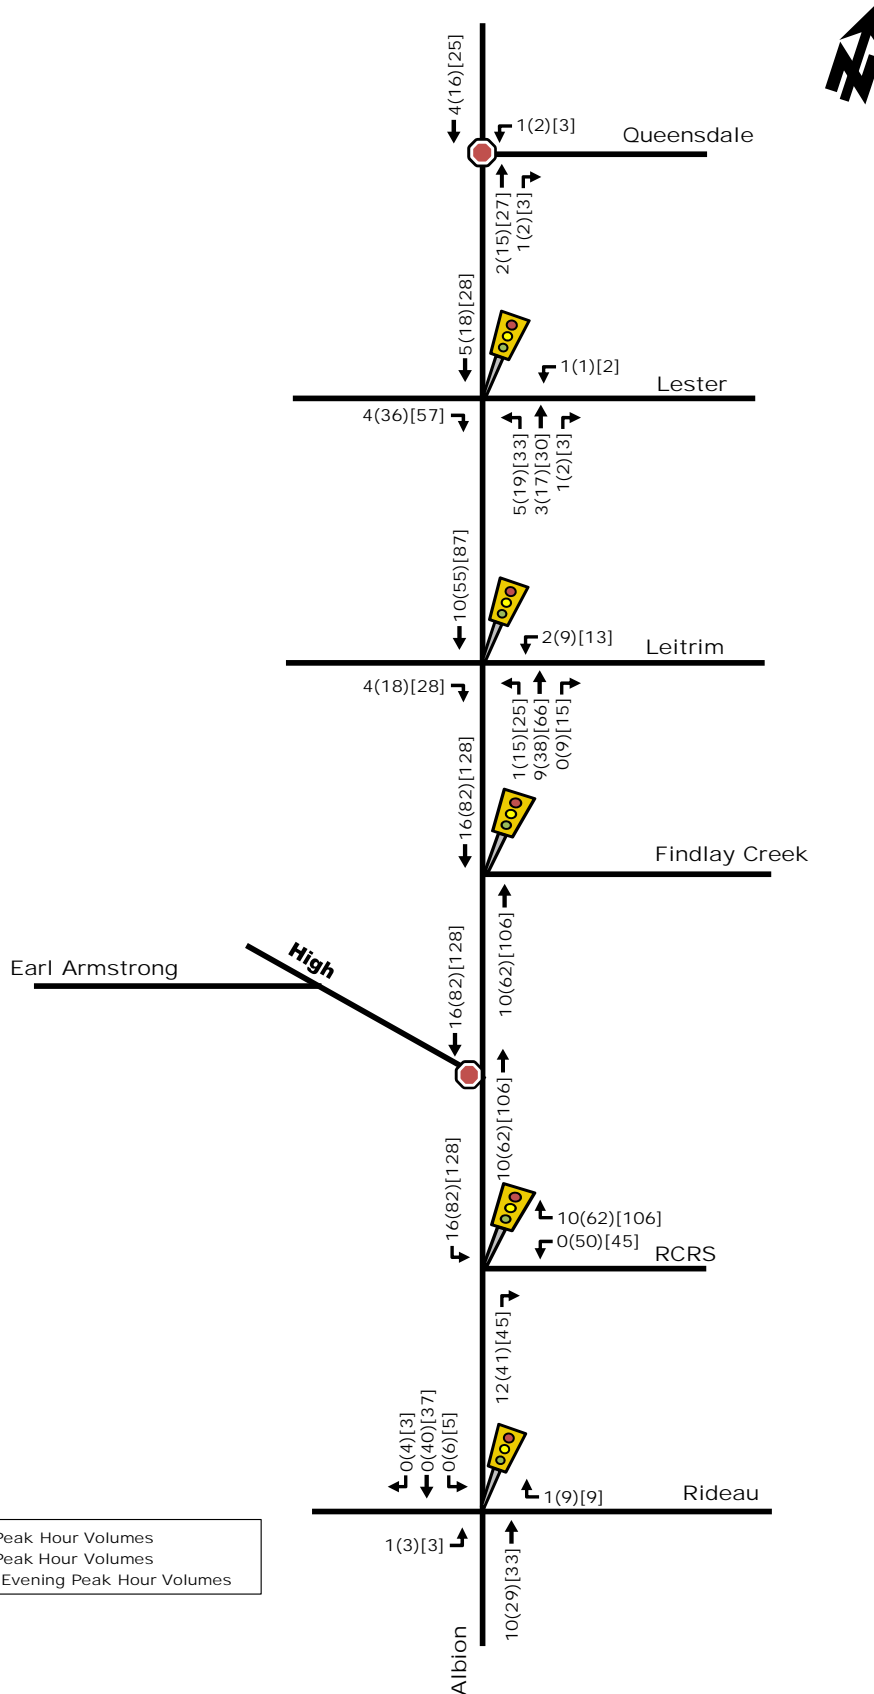 4(16)[25]
1(2)[3]
Queensdale
2(15)[27]
1(2)[3]
5(18)[28]
1(1)[2]
Lester
4(36)[57]
5(19)[33]
3(17)[30]
1(2)[3]
10(55)[87]
2(9)[13]
Leitrim
4(18)[28]
1(15)[25]
9(38)[66]
0(9)[15]
16(82)[128]
Findlay Creek
10(62)[106]
High
Earl Armstrong
16(82)[128]
10(62)[106]
16(82)[128]
10(62)[106]
0(50)[45]
RCRS
12(41)[45]
0(4)[3]
0(40)[37]
0(6)[5]
1(9)[9]
Rideau
1(3)[3]
10(29)[33]
Peak Hour Volumes
Peak Hour Volumes
Evening Peak Hour Volumes
Albion